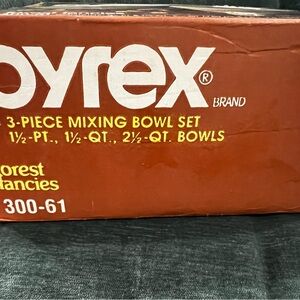 pyrex® BRAND
3-PIECE MIXING BOWL SET
1½-PT., 1½-QT., 2½-QT. BOWLS
orest
ancies
300-61